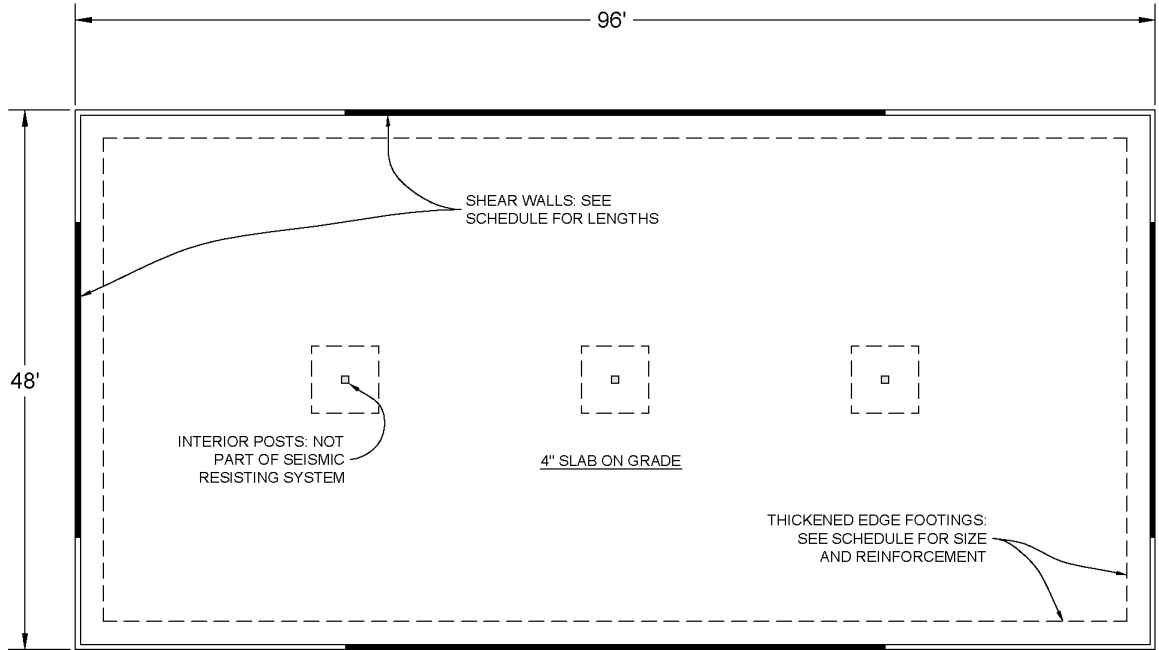 96'
SHEAR WALLS: SEE
SCHEDULE FOR LENGTHS
48'
INTERIOR POSTS: NOT
PART OF SEISMIC
RESISTING SYSTEM
4" SLAB ON GRADE
THICKENED EDGE FOOTINGS:
SEE SCHEDULE FOR SIZE
AND REINFORCEMENT